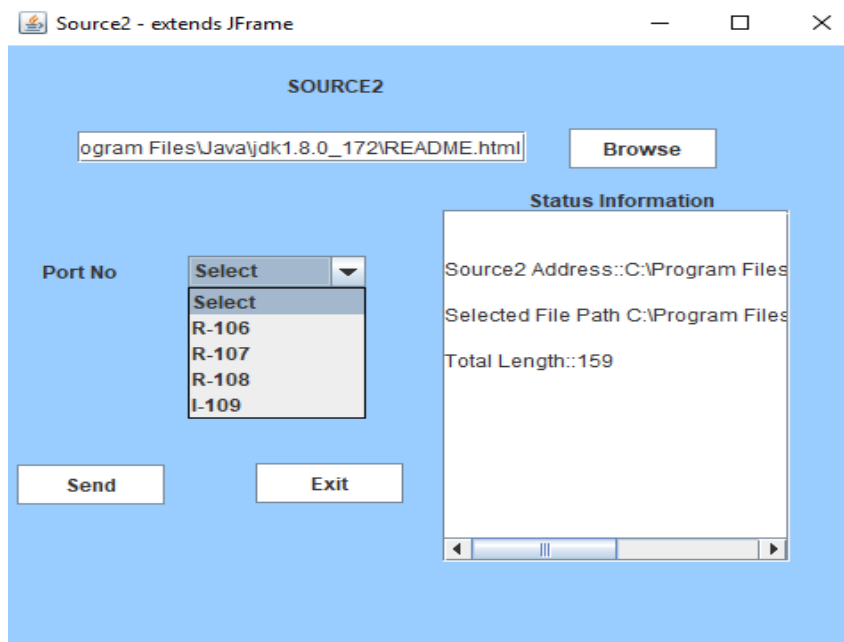 Source2 - extends JFrame
SOURCE2
ogram Files\Java\jdk1.8.0_172\README.html
Browse
Status Information
Port No
Select
Select
R-106
R-107
R-108
I-109
Source2 Address::C:\Program Files
Selected File Path C:\Program Files
Total Length::159
Send
Exit